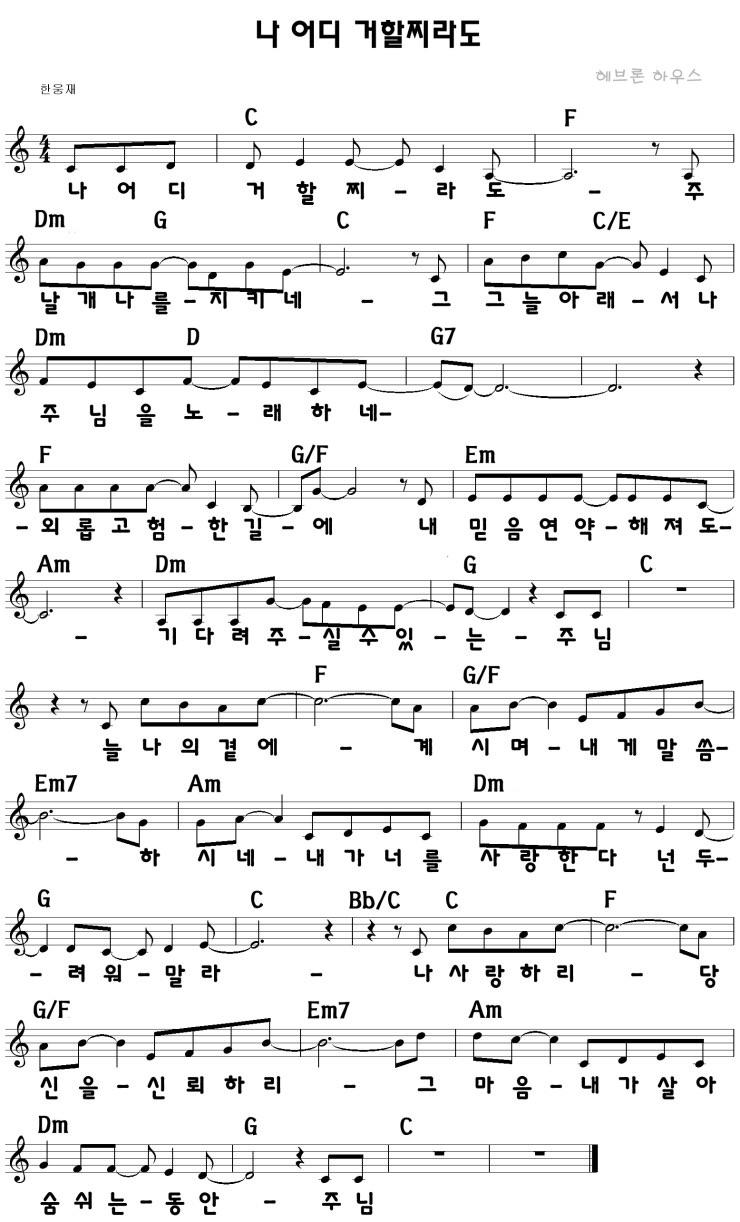 나 어디 거할찌라도
헤브론 하우스
한웅재
C F
나 어 디 거 할 찌 - 라 도 - 주
Dm G C F C/E
날 개 나 를 - 지 키 네 - 그 그 늘 아 래 - 서 나
Dm D G7
주 님 을 노 - 래 하 네 -
F G/F Em
- 외 롭 고 험 - 한 길 - 에 내 믿 음 연 약 - 해 져 도 -
Am Dm G C
- 기 다 려 주 - 실 수 있 - 는 - 주 님
F G/F
늘 나 의 곁 에 - 계 시 며 - 내 게 말 씀 -
Em7 Am Dm
- 하 시 네 - 내 가 너 를 사 랑 한 다 넌 두 -
G C Bb/C C F
- 려 워 - 말 라 - 나 사 랑 하 리 - 당
G/F Em7 Am
신 을 - 신 뢰 하 리 - 그 마 음 - 내 가 살 아
Dm G C
숨 쉬 는 - 동 안 - 주 님